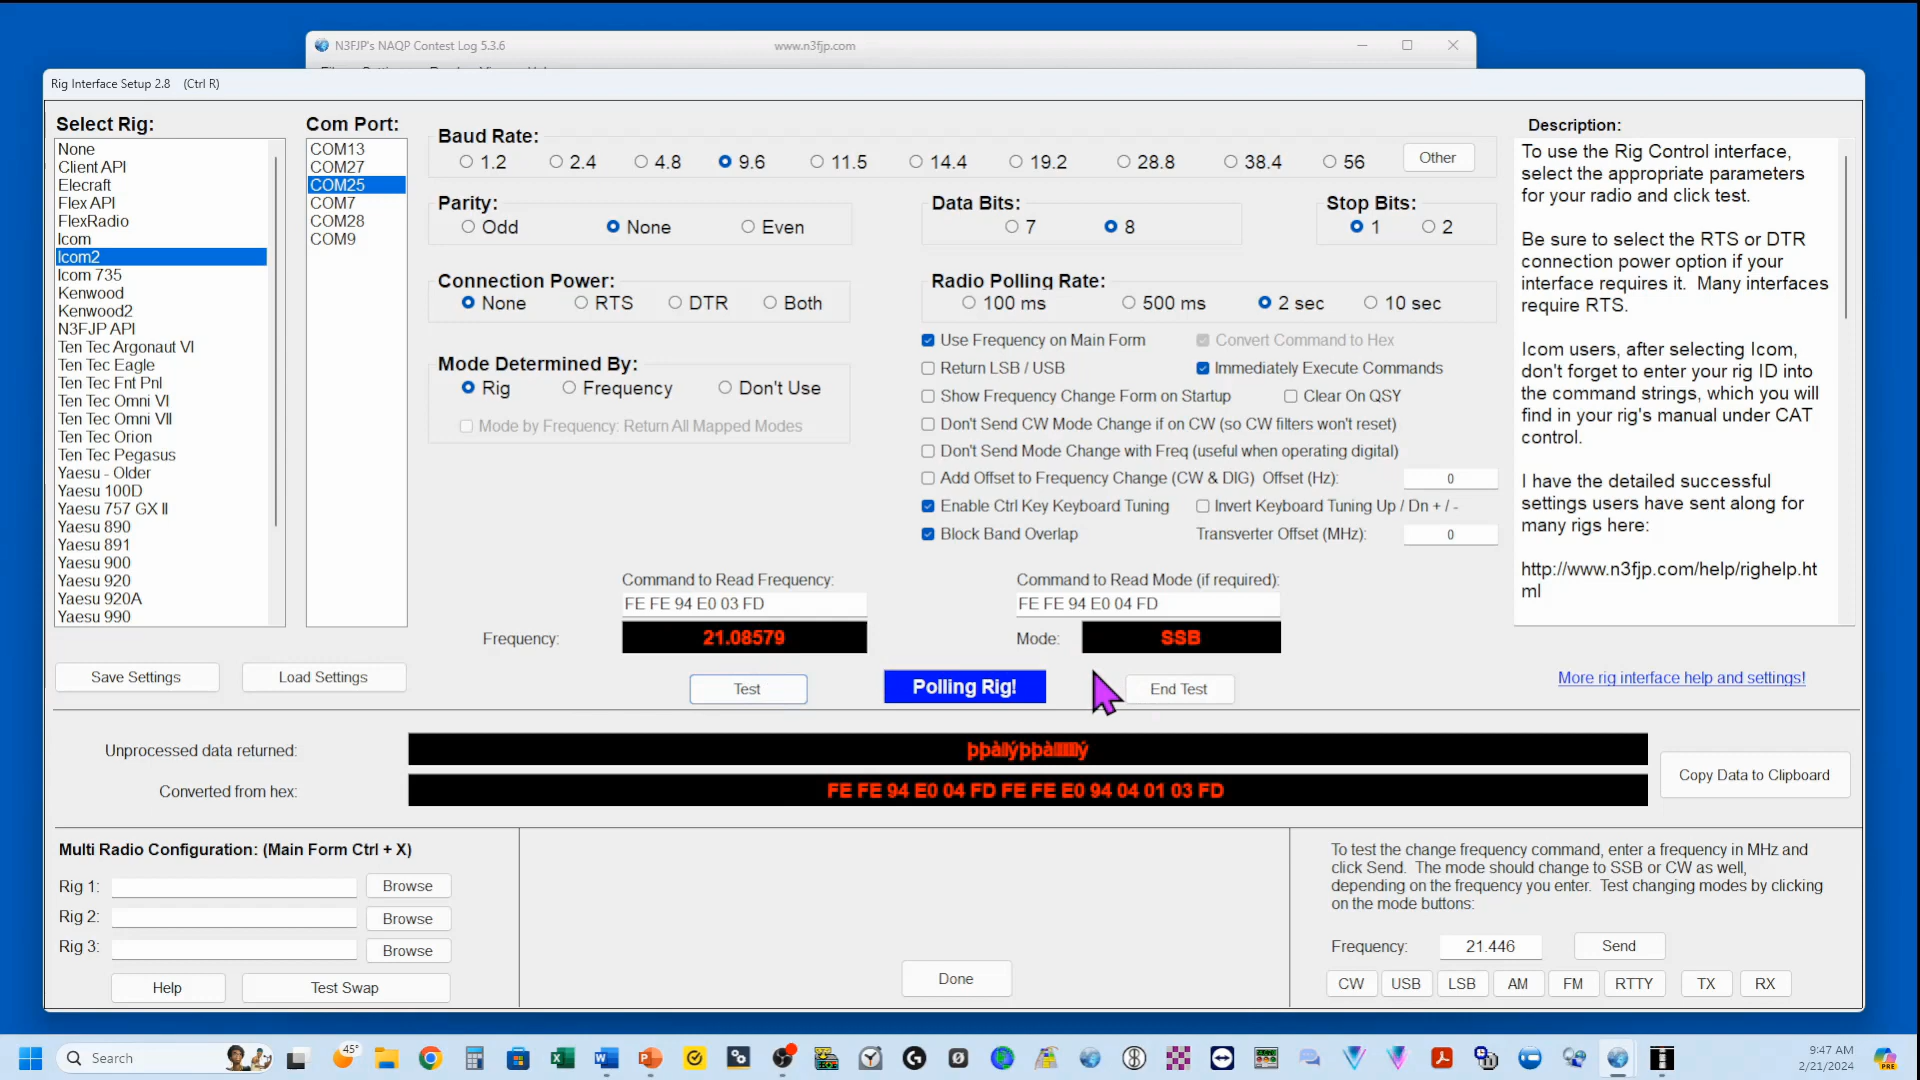 N3FJP's NAQP Contest Log 5.3.6
www.n3fjp.com
Rig Interface Setup 2.8 (Ctrl R)
Select Rig:
None
Client API
Elecraft
Flex API
FlexRadio
Icom
Icom2
Icom 735
Kenwood
Kenwood2
N3FJP API
Ten Tec Argonaut VI
Ten Tec Eagle
Ten Tec Fnt Pnl
Ten Tec Omni VI
Ten Tec Omni VII
Ten Tec Orion
Ten Tec Pegasus
Yaesu - Older
Yaesu 100D
Yaesu 757 GX II
Yaesu 890
Yaesu 891
Yaesu 900
Yaesu 920
Yaesu 920A
Yaesu 990
Save Settings
Load Settings
Com Port:
COM13
COM27
COM25
COM7
COM28
COM9
Baud Rate:
1.2 2.4 4.8 9.6 11.5 14.4 19.2 28.8 38.4 56 Other
Parity:
Odd None Even
Data Bits:
7 8
Stop Bits:
1 2
Connection Power:
None RTS DTR Both
Radio Polling Rate:
100 ms 500 ms 2 sec 10 sec
Mode Determined By:
Rig Frequency Don't Use
Mode by Frequency: Return All Mapped Modes
Use Frequency on Main Form Convert Command to Hex
Return LSB / USB Immediately Execute Commands
Show Frequency Change Form on Startup Clear On QSY
Don't Send CW Mode Change if on CW (so CW filters won't reset)
Don't Send Mode Change with Freq (useful when operating digital)
Add Offset to Frequency Change (CW & DIG) Offset (Hz): 0
Enable Ctrl Key Keyboard Tuning Invert Keyboard Tuning Up / Dn + / -
Block Band Overlap Transverter Offset (MHz): 0
Command to Read Frequency:
FE FE 94 E0 03 FD
Frequency: 21.08579
Command to Read Mode (if required):
FE FE 94 E0 04 FD
Mode: SSB
Test Polling Rig! End Test
Description:
To use the Rig Control interface,
select the appropriate parameters
for your radio and click test.
Be sure to select the RTS or DTR
connection power option if your
interface requires it. Many interfaces
require RTS.
Icom users, after selecting Icom,
don't forget to enter your rig ID into
the command strings, which you will
find in your rig's manual under CAT
control.
I have the detailed successful
settings users have sent along for
many rigs here:
http://www.n3fjp.com/help/righelp.ht
ml
More rig interface help and settings!
Unprocessed data returned:
Converted from hex: FE FE 94 E0 04 FD FE FE E0 94 04 01 03 FD
Copy Data to Clipboard
Multi Radio Configuration: (Main Form Ctrl + X)
Rig 1: Browse
Rig 2: Browse
Rig 3: Browse
Help Test Swap
Done
To test the change frequency command, enter a frequency in MHz and
click Send. The mode should change to SSB or CW as well,
depending on the frequency you enter. Test changing modes by clicking
on the mode buttons:
Frequency: 21.446 Send
CW USB LSB AM FM RTTY TX RX
Search
45°
9:47 AM
2/21/2024